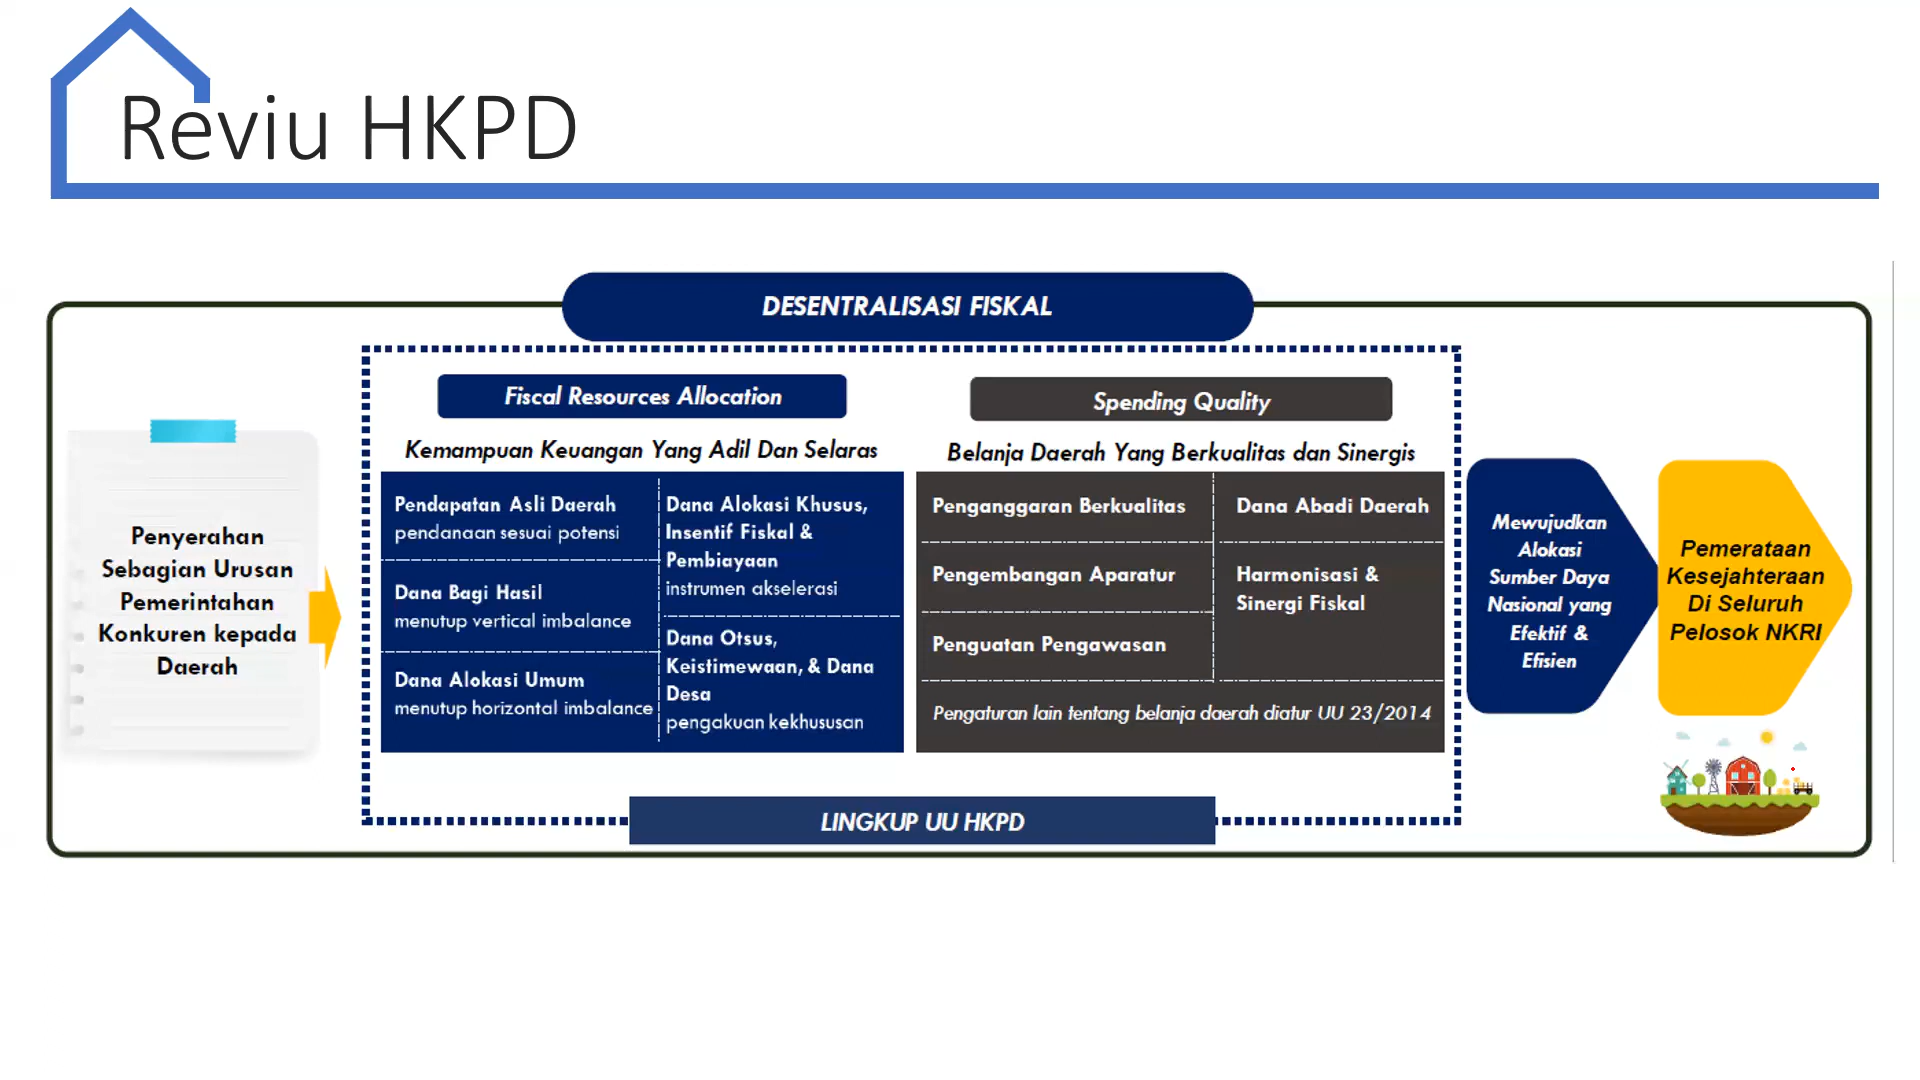 Reviu HKPD
DESENTRALISASI FISKAL
Penyerahan
Sebagian Urusan
Pemerintahan
Konkuren kepada
Daerah
Fiscal Resources Allocation
Kemampuan Keuangan Yang Adil Dan Selaras
Pendapatan Asli Daerah
pendanaan sesuai potensi
Dana Bagi Hasil
menutup vertical imbalance
Dana Alokasi Umum
menutup horizontal imbalance
Dana Alokasi Khusus,
Insentif Fiskal &
Pembiayaan
instrumen akselerasi
Dana Otsus,
Keistimewaan, & Dana
Desa
pengakuan kekhususan
Spending Quality
Belanja Daerah Yang Berkualitas dan Sinergis
Penganggaran Berkualitas
Pengembangan Aparatur
Penguatan Pengawasan
Dana Abadi Daerah
Harmonisasi &
Sinergi Fiskal
Pengaturan lain tentang belanja daerah diatur UU 23/2014
LINGKUP UU HKPD
Mewujudkan
Alokasi
Sumber Daya
Nasional yang
Efektif &
Efisien
Pemerataan
Kesejahteraan
Di Seluruh
Pelosok NKRI